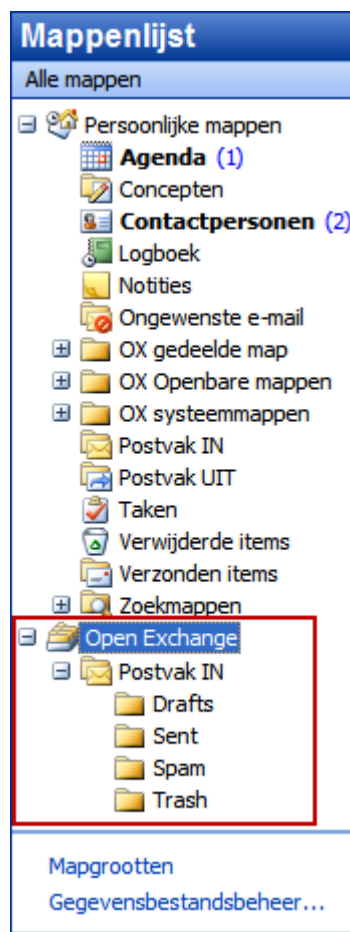 Mappenlijst
Alle mappen
Persoonlijke mappen
Agenda (1)
Concepten
Contactpersonen (2)
Logboek
Notities
Ongewenste e-mail
OX gedeelde map
OX Openbare mappen
OX systeemmappen
Postvak IN
Postvak UIT
Taken
Verwijderde items
Verzonden items
Zoekmappen
Open Exchange
Postvak IN
Drafts
Sent
Spam
Trash
Mapgrootten
Gegevensbestandsbeheer...